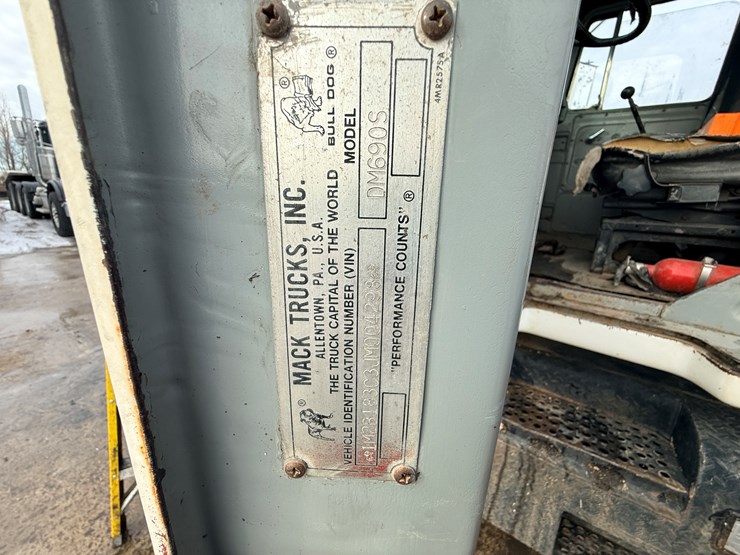 MACK TRUCKS, INC.
ALLENTOWN, PA., U.S.A.
THE TRUCK CAPITAL OF THE WORLD
BULL DOG ®
VEHICLE IDENTIFICATION NUMBER (VIN)
MODEL
DM690S
"PERFORMANCE COUNTS" ®
4MR2575A